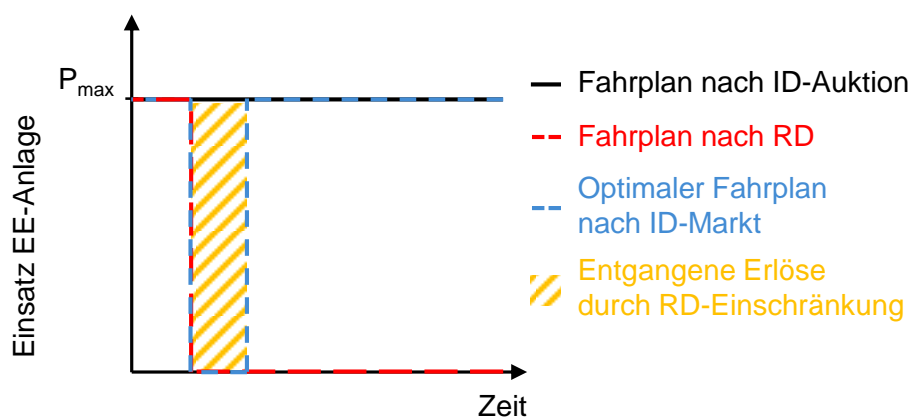 P_max
Einsatz EE-Anlage
Zeit
Fahrplan nach ID-Auktion
Fahrplan nach RD
Optimaler Fahrplan
nach ID-Markt
Entgangene Erlöse
durch RD-Einschränkung